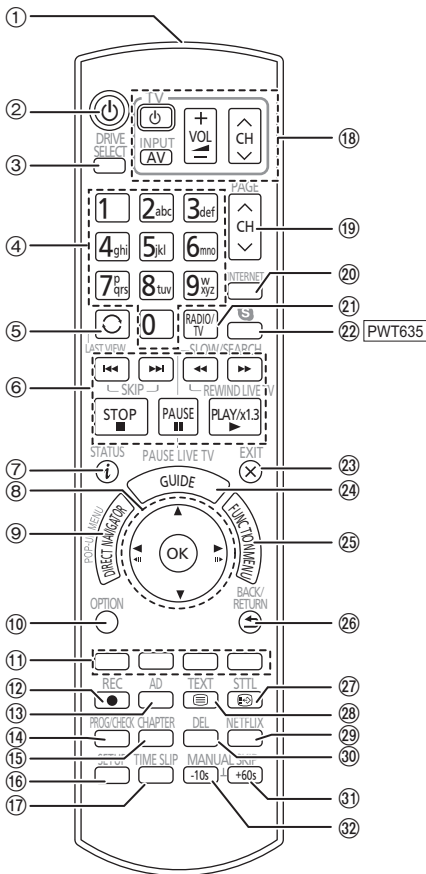 ①
②
TV
DRIVE SELECT
INPUT AV
+ VOL −
CH
⑱
③
PAGE
④
1 2abc 3def
CH
⑲
4ghi 5jkl 6mno
7pqrs 8tuv 9wxyz
INTERNET
⑳
㉑
⑤
0
RADIO/TV
S
㉒ PWT635
LAST VIEW
SLOW/SEARCH
⑥
SKIP
REWIND LIVE TV
STOP
PAUSE
PLAY/x1.3
STATUS
PAUSE LIVE TV
EXIT
⑦
i
㉓
⑧
GUIDE
㉔
⑨
POP-UP MENU
DIRECT NAVIGATOR
OK
FUNCTION MENU
㉕
OPTION
BACK/RETURN
⑩
㉖
⑪
REC
AD
TEXT
STTL
⑫
㉗
⑬
㉘
PROG/CHECK
CHAPTER
DEL
NETFLIX
⑭
㉙
⑮
㉚
SETUP
TIME SLIP
MANUAL SKIP
⑯
-10s
+60s
㉛
⑰
㉜